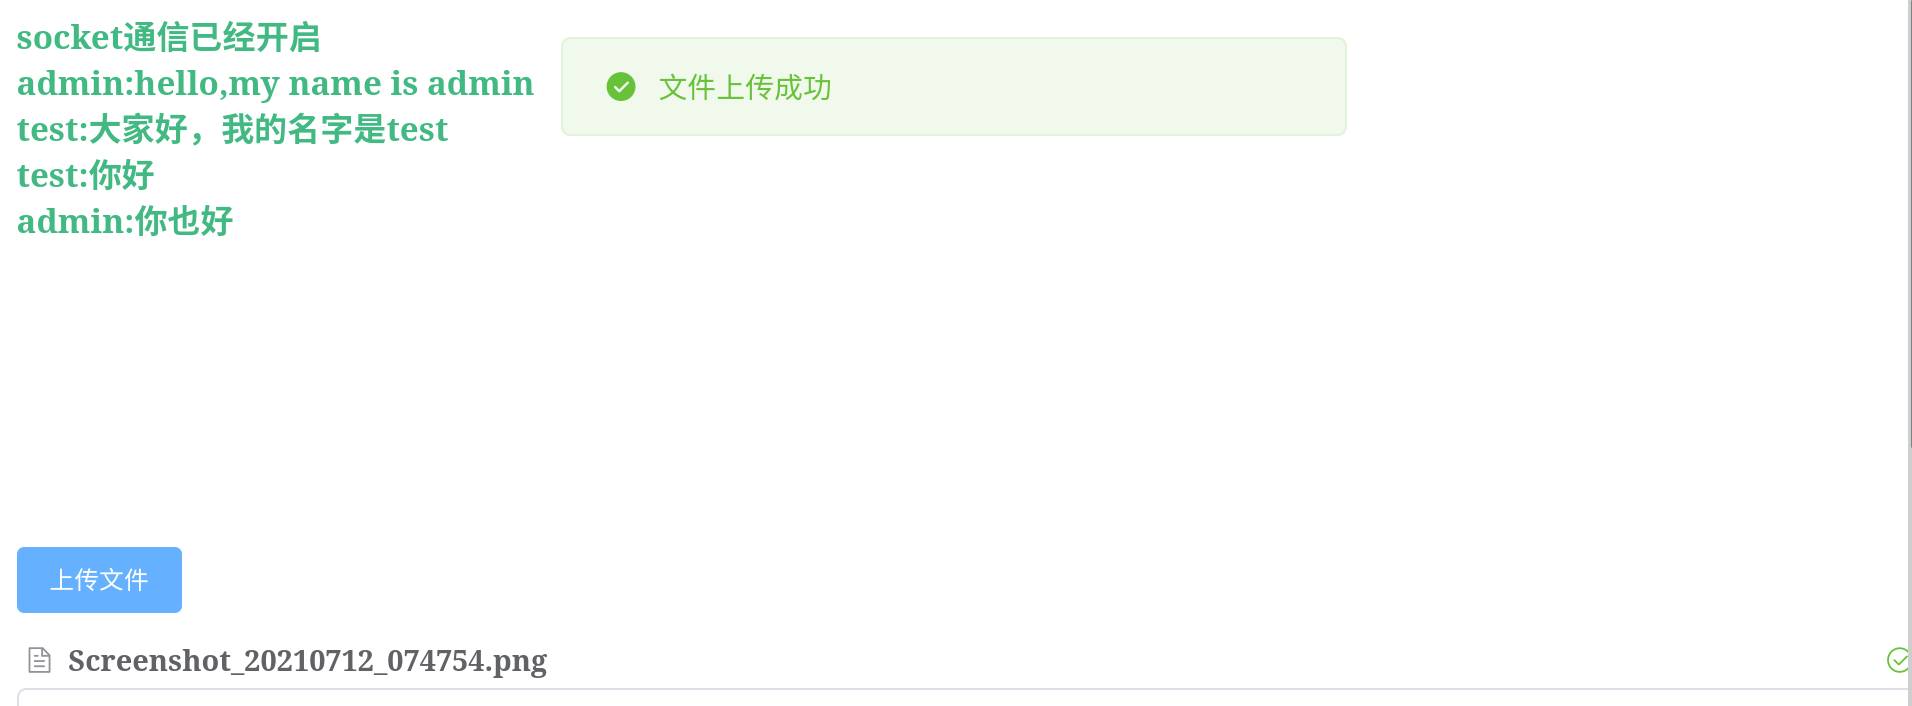 socket通信已经开启
admin:hello,my name is admin
test:大家好，我的名字是test
test:你好
admin:你也好
文件上传成功
上传文件
Screenshot_20210712_074754.png